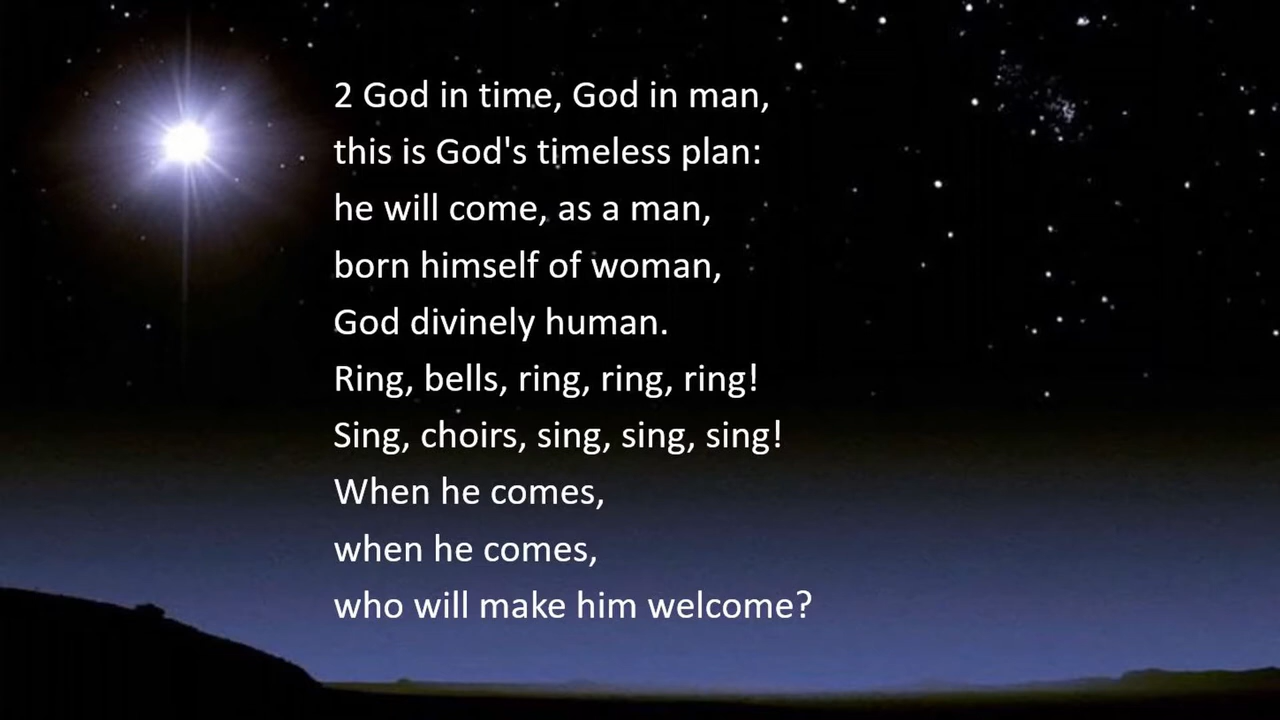 2 God in time, God in man,
this is God's timeless plan:
he will come, as a man,
born himself of woman,
God divinely human.
Ring, bells, ring, ring, ring!
Sing, choirs, sing, sing, sing!
When he comes,
when he comes,
who will make him welcome?